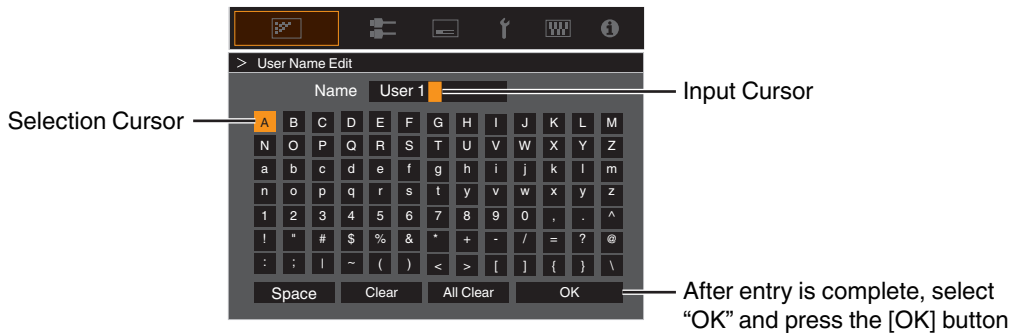 > User Name Edit
Name User 1
Input Cursor
Selection Cursor
A B C D E F G H I J K L M
N O P Q R S T U V W X Y Z
a b c d e f g h i j k l m
n o p q r s t y v w x y z
1 2 3 4 5 6 7 8 9 0 , . ^
! " # $ % & * + - / = ? @
: ; | ~ ( ) < > [ ] { } \
Space Clear All Clear OK
After entry is complete, select
“OK” and press the [OK] button